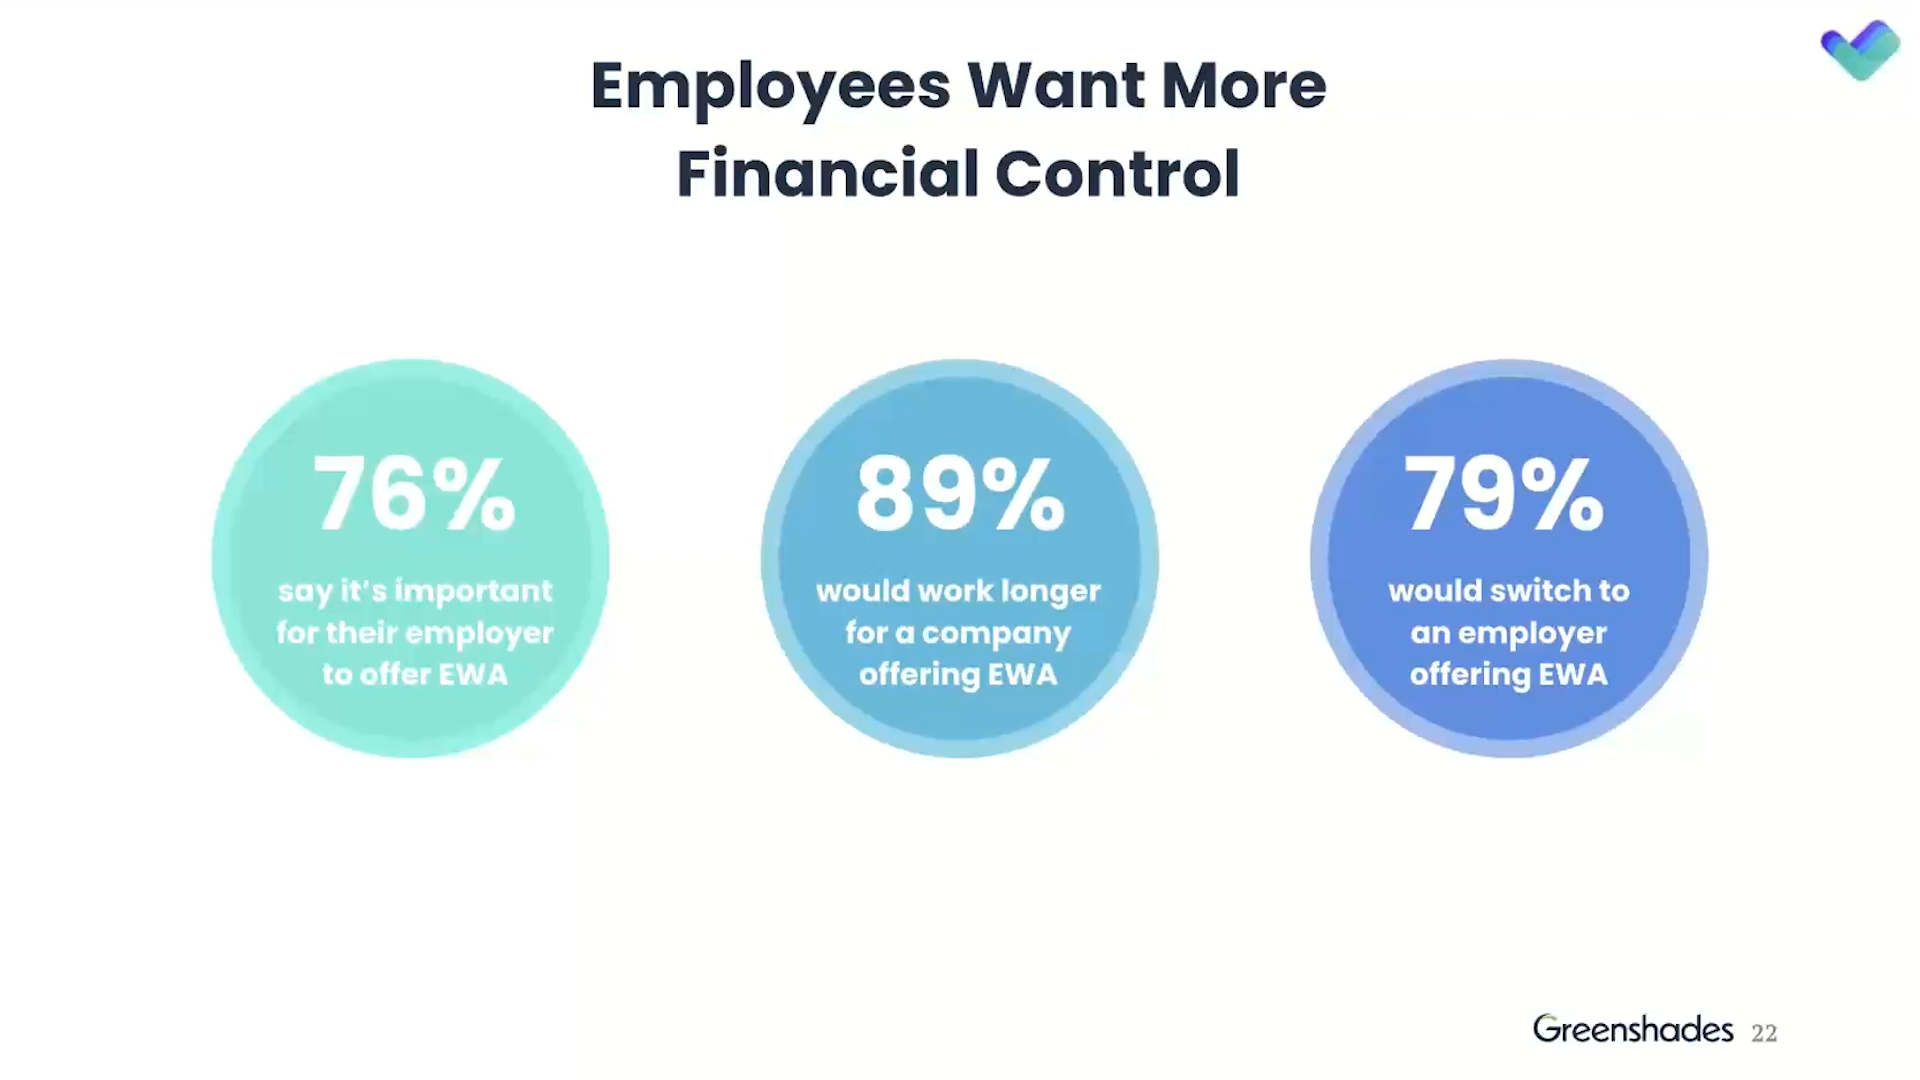 Employees Want More
Financial Control
76%
say it's important
for their employer
to offer EWA
89%
would work longer
for a company
offering EWA
79%
would switch to
an employer
offering EWA
Greenshades 22